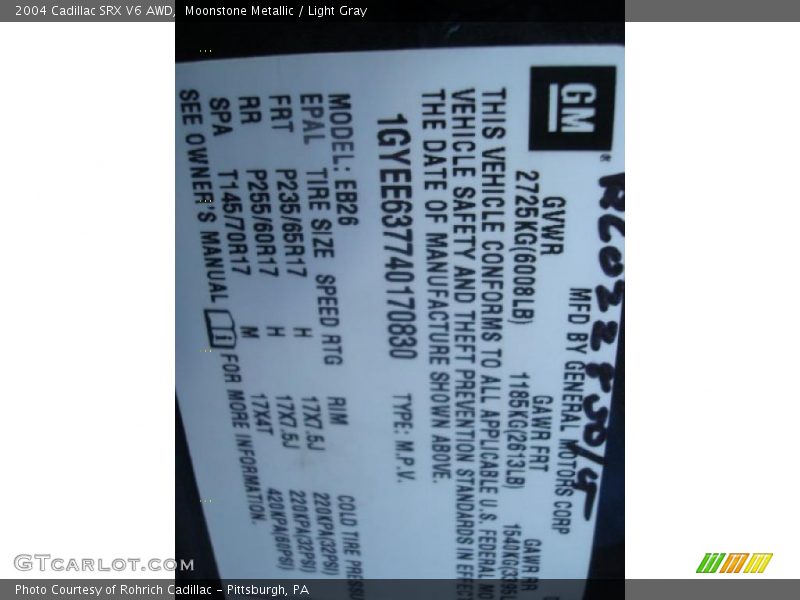 2004 Cadillac SRX V6 AWD, Moonstone Metallic / Light Gray
GM
MFD BY GENERAL MOTORS CORP
GVWR GAWR FRT GAWR RR
2725KG(6008LB) 1185KG(2613LB)
THIS VEHICLE CONFORMS TO ALL APPLICABLE U.S. FEDERAL
VEHICLE SAFETY AND THEFT PREVENTION STANDARDS IN EFFECT
THE DATE OF MANUFACTURE SHOWN ABOVE.
1GYEE637740170830 TYPE: M.P.V.
MODEL: EB26
EPAL TIRE SIZE SPEED RTG RIM COLD TIRE
FRT P235/65R17 H 17X7.5J 220KPA(32PSI)
RR P255/60R17 H 17X7.5J 220KPA(32PSI)
SPA T145/70R17 M 17X4T 420KPA(60PSI)
SEE OWNER'S MANUAL FOR MORE INFORMATION.
GTCarLot.com
Photo Courtesy of Rohrich Cadillac - Pittsburgh, PA